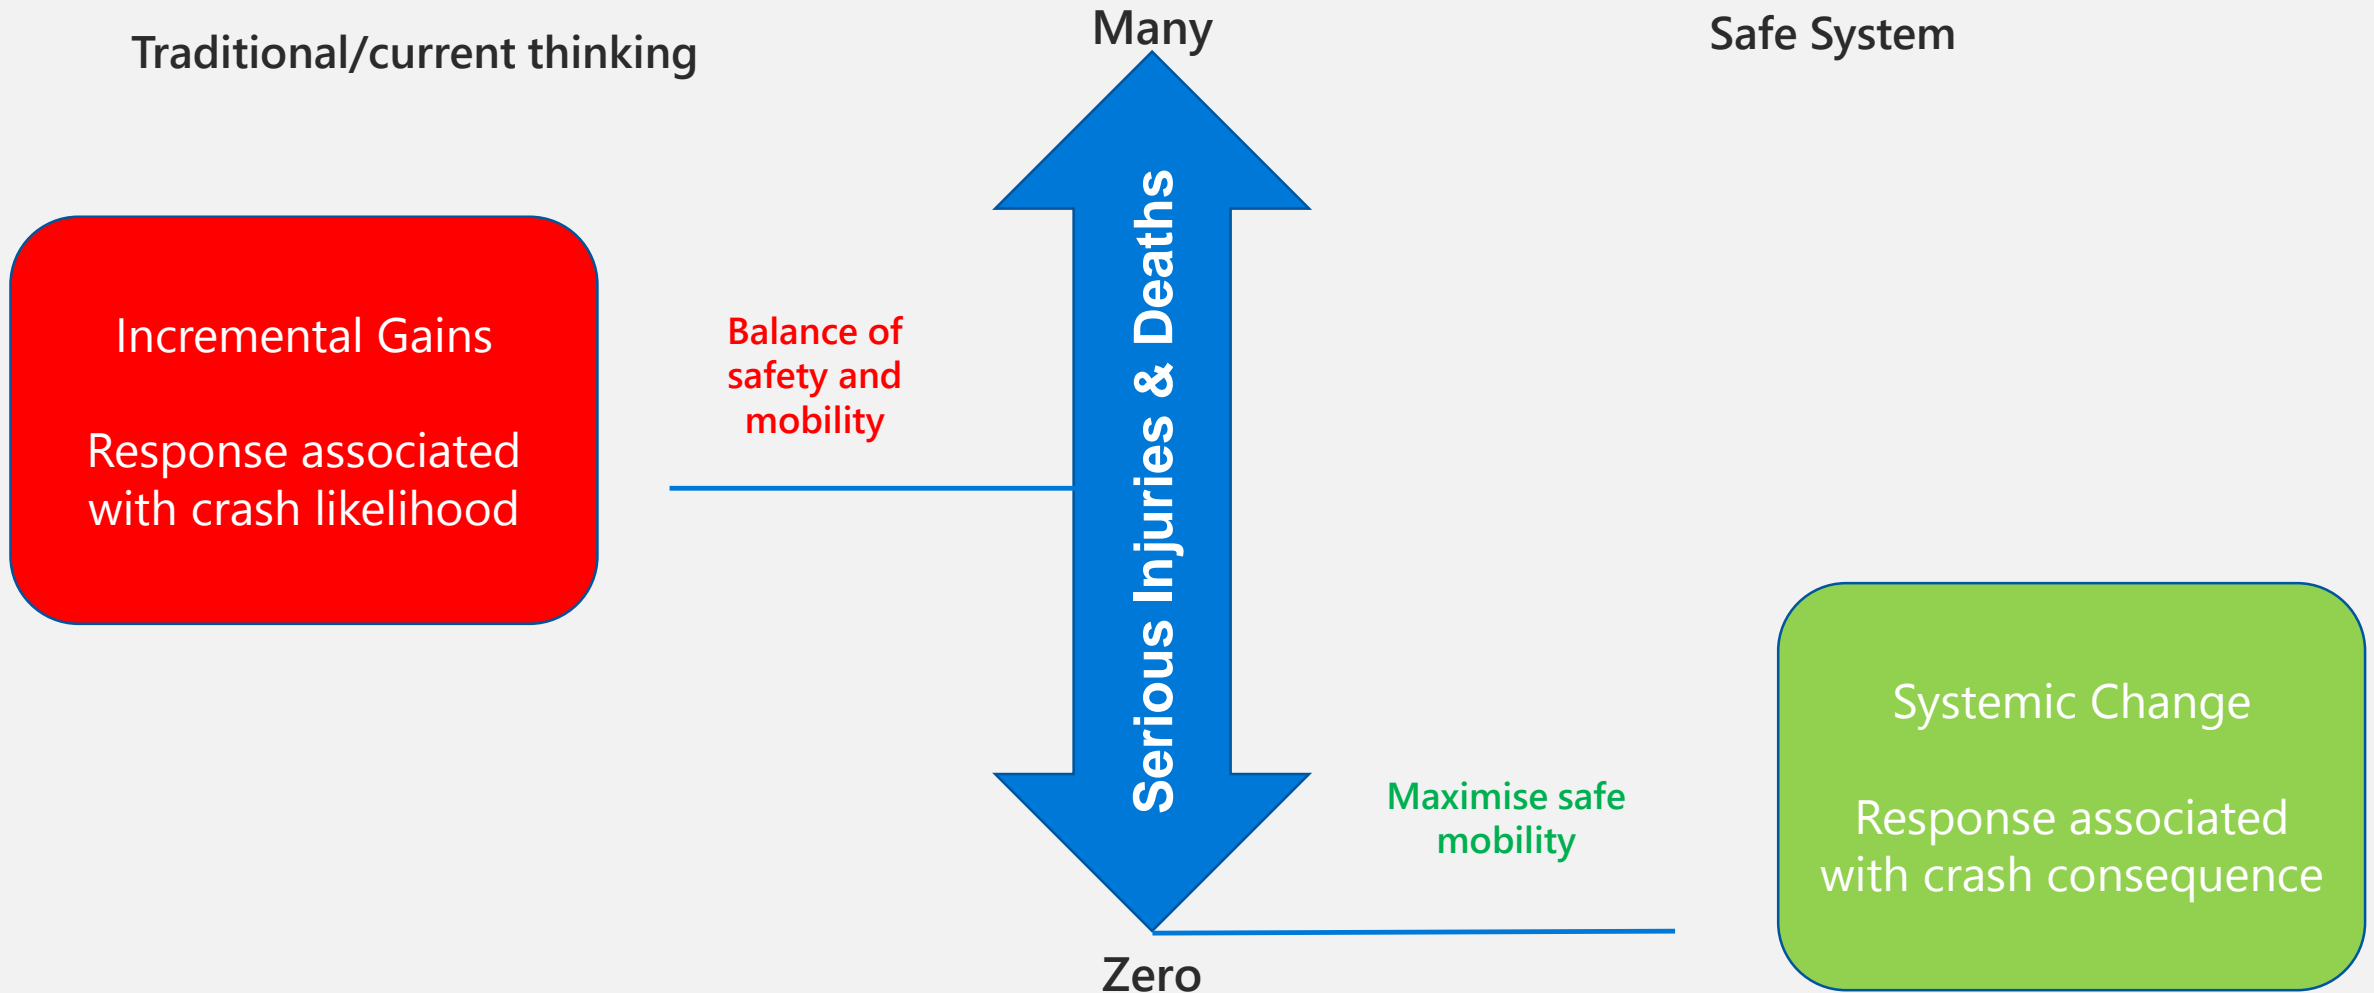 Traditional/current thinking
Many
Safe System
Incremental Gains
Response associated
with crash likelihood
Balance of
safety and
mobility
Serious Injuries & Deaths
Maximise safe
mobility
Systemic Change
Response associated
with crash consequence
Zero